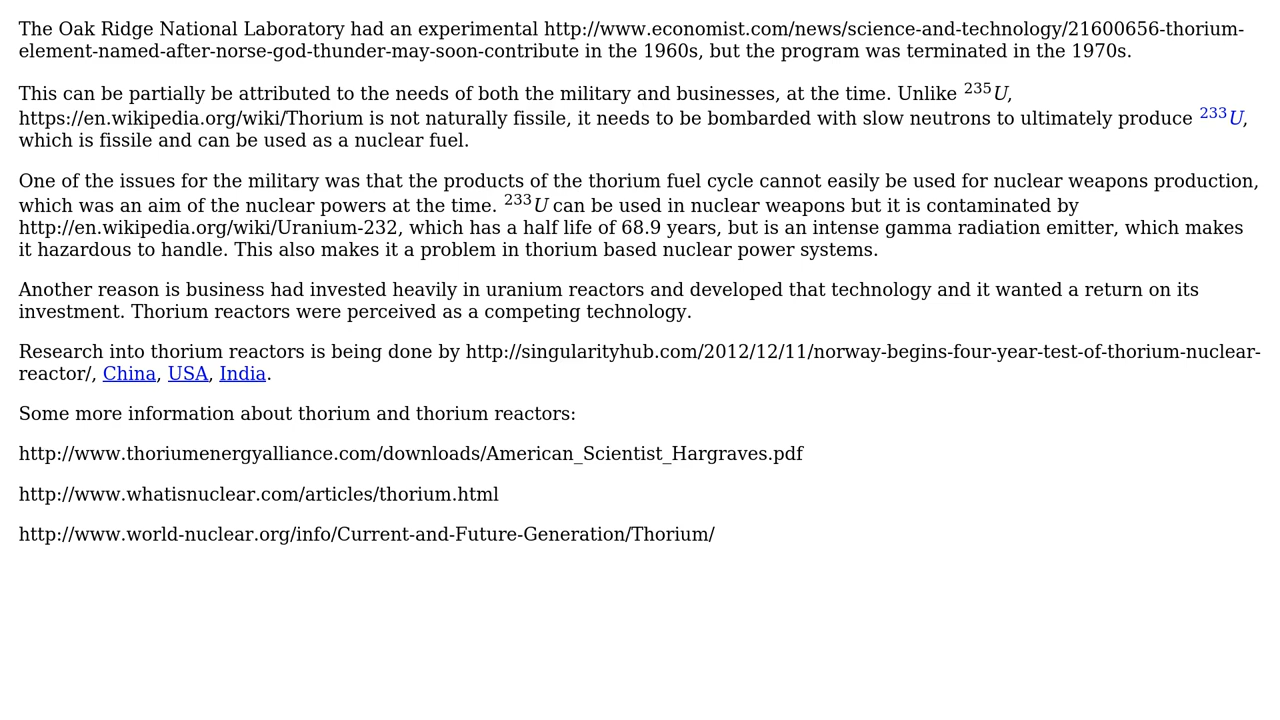 The Oak Ridge National Laboratory had an experimental http://www.economist.com/news/science-and-technology/21600656-thorium-
element-named-after-norse-god-thunder-may-soon-contribute in the 1960s, but the program was terminated in the 1970s.
This can be partially be attributed to the needs of both the military and businesses, at the time. Unlike ²³⁵U,
https://en.wikipedia.org/wiki/Thorium is not naturally fissile, it needs to be bombarded with slow neutrons to ultimately produce ²³³U,
which is fissile and can be used as a nuclear fuel.
One of the issues for the military was that the products of the thorium fuel cycle cannot easily be used for nuclear weapons production,
which was an aim of the nuclear powers at the time. ²³³U can be used in nuclear weapons but it is contaminated by
http://en.wikipedia.org/wiki/Uranium-232, which has a half life of 68.9 years, but is an intense gamma radiation emitter, which makes
it hazardous to handle. This also makes it a problem in thorium based nuclear power systems.
Another reason is business had invested heavily in uranium reactors and developed that technology and it wanted a return on its
investment. Thorium reactors were perceived as a competing technology.
Research into thorium reactors is being done by http://singularityhub.com/2012/12/11/norway-begins-four-year-test-of-thorium-nuclear-
reactor/, China, USA, India.
Some more information about thorium and thorium reactors:
http://www.thoriumenergyalliance.com/downloads/American_Scientist_Hargraves.pdf
http://www.whatisnuclear.com/articles/thorium.html
http://www.world-nuclear.org/info/Current-and-Future-Generation/Thorium/